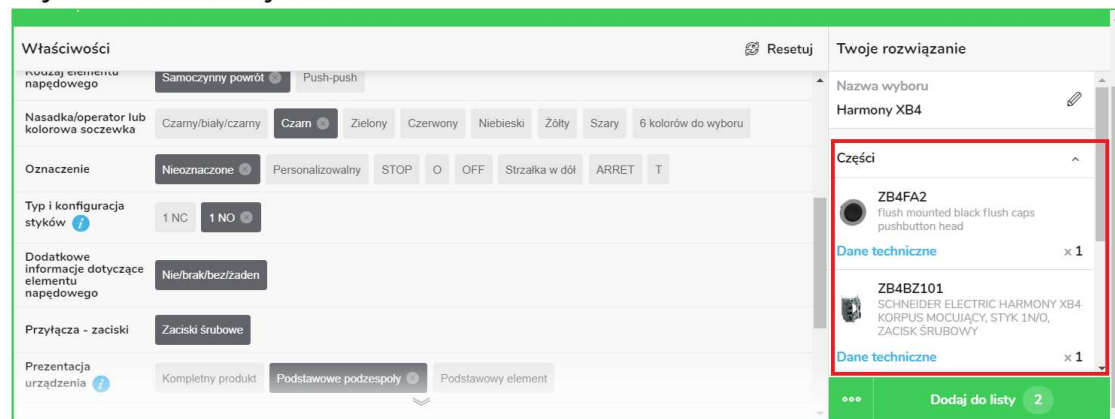 Właściwości
Resetuj
Rodzaj elementu
napędowego
Samoczynny powrót
Push-push
Nasadka/operator lub
kolorowa soczewka
Czarny/biały/czarny
Czarn
Zielony
Czerwony
Niebieski
Żółty
Szary
6 kolorów do wyboru
Oznaczenie
Nieoznaczone
Personalizowalny
STOP
O
OFF
Strzałka w dół
ARRET
T
Typ i konfiguracja
styków
1 NC
1 NO
Dodatkowe
informacje dotyczące
elementu
napędowego
Nie/brak/bez/żaden
Przyłącza - zaciski
Zaciski śrubowe
Prezentacja
urządzenia
Kompletny produkt
Podstawowe podzespoły
Podstawowy element
Twoje rozwiązanie
Nazwa wyboru
Harmony XB4
Części
ZB4FA2
flush mounted black flush caps
pushbutton head
Dane techniczne
x 1
ZB4BZ101
SCHNEIDER ELECTRIC HARMONY XB4
KORPUS MOCUJĄCY, STYK 1N/O,
ZACISK ŚRUBOWY
Dane techniczne
x 1
Dodaj do listy 2